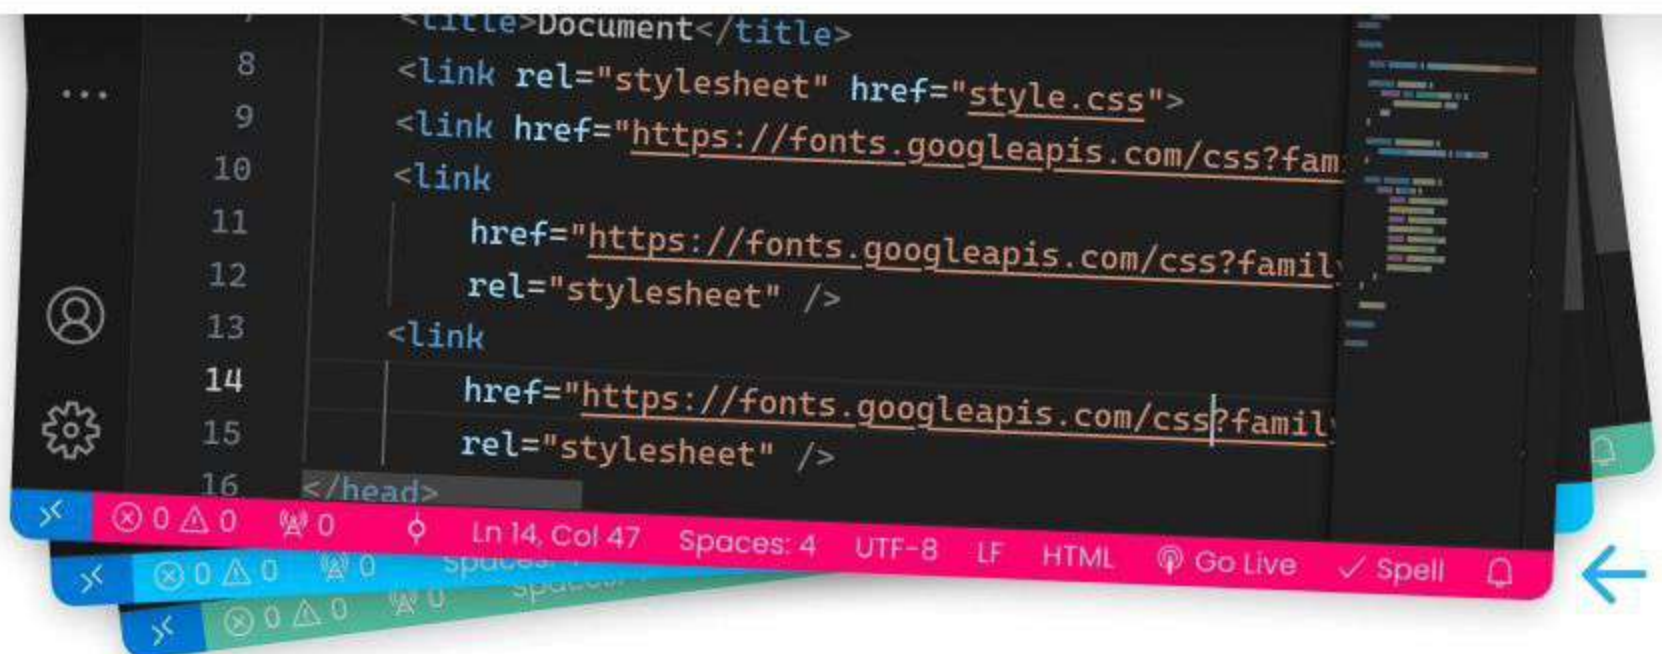 <title>Document</title>
8 <link rel="stylesheet" href="style.css">
9 <link href="https://fonts.googleapis.com/css?fam
10 <link
11 href="https://fonts.googleapis.com/css?famil
12 rel="stylesheet" />
13 <link
14 href="https://fonts.googleapis.com/css?family
15 rel="stylesheet" />
16 </head>
0 0 0 Ln 14, Col 47 Spaces: 4 UTF-8 LF HTML Go Live Spell
0 0 0 Spaces:
0 0 0 Spaces: